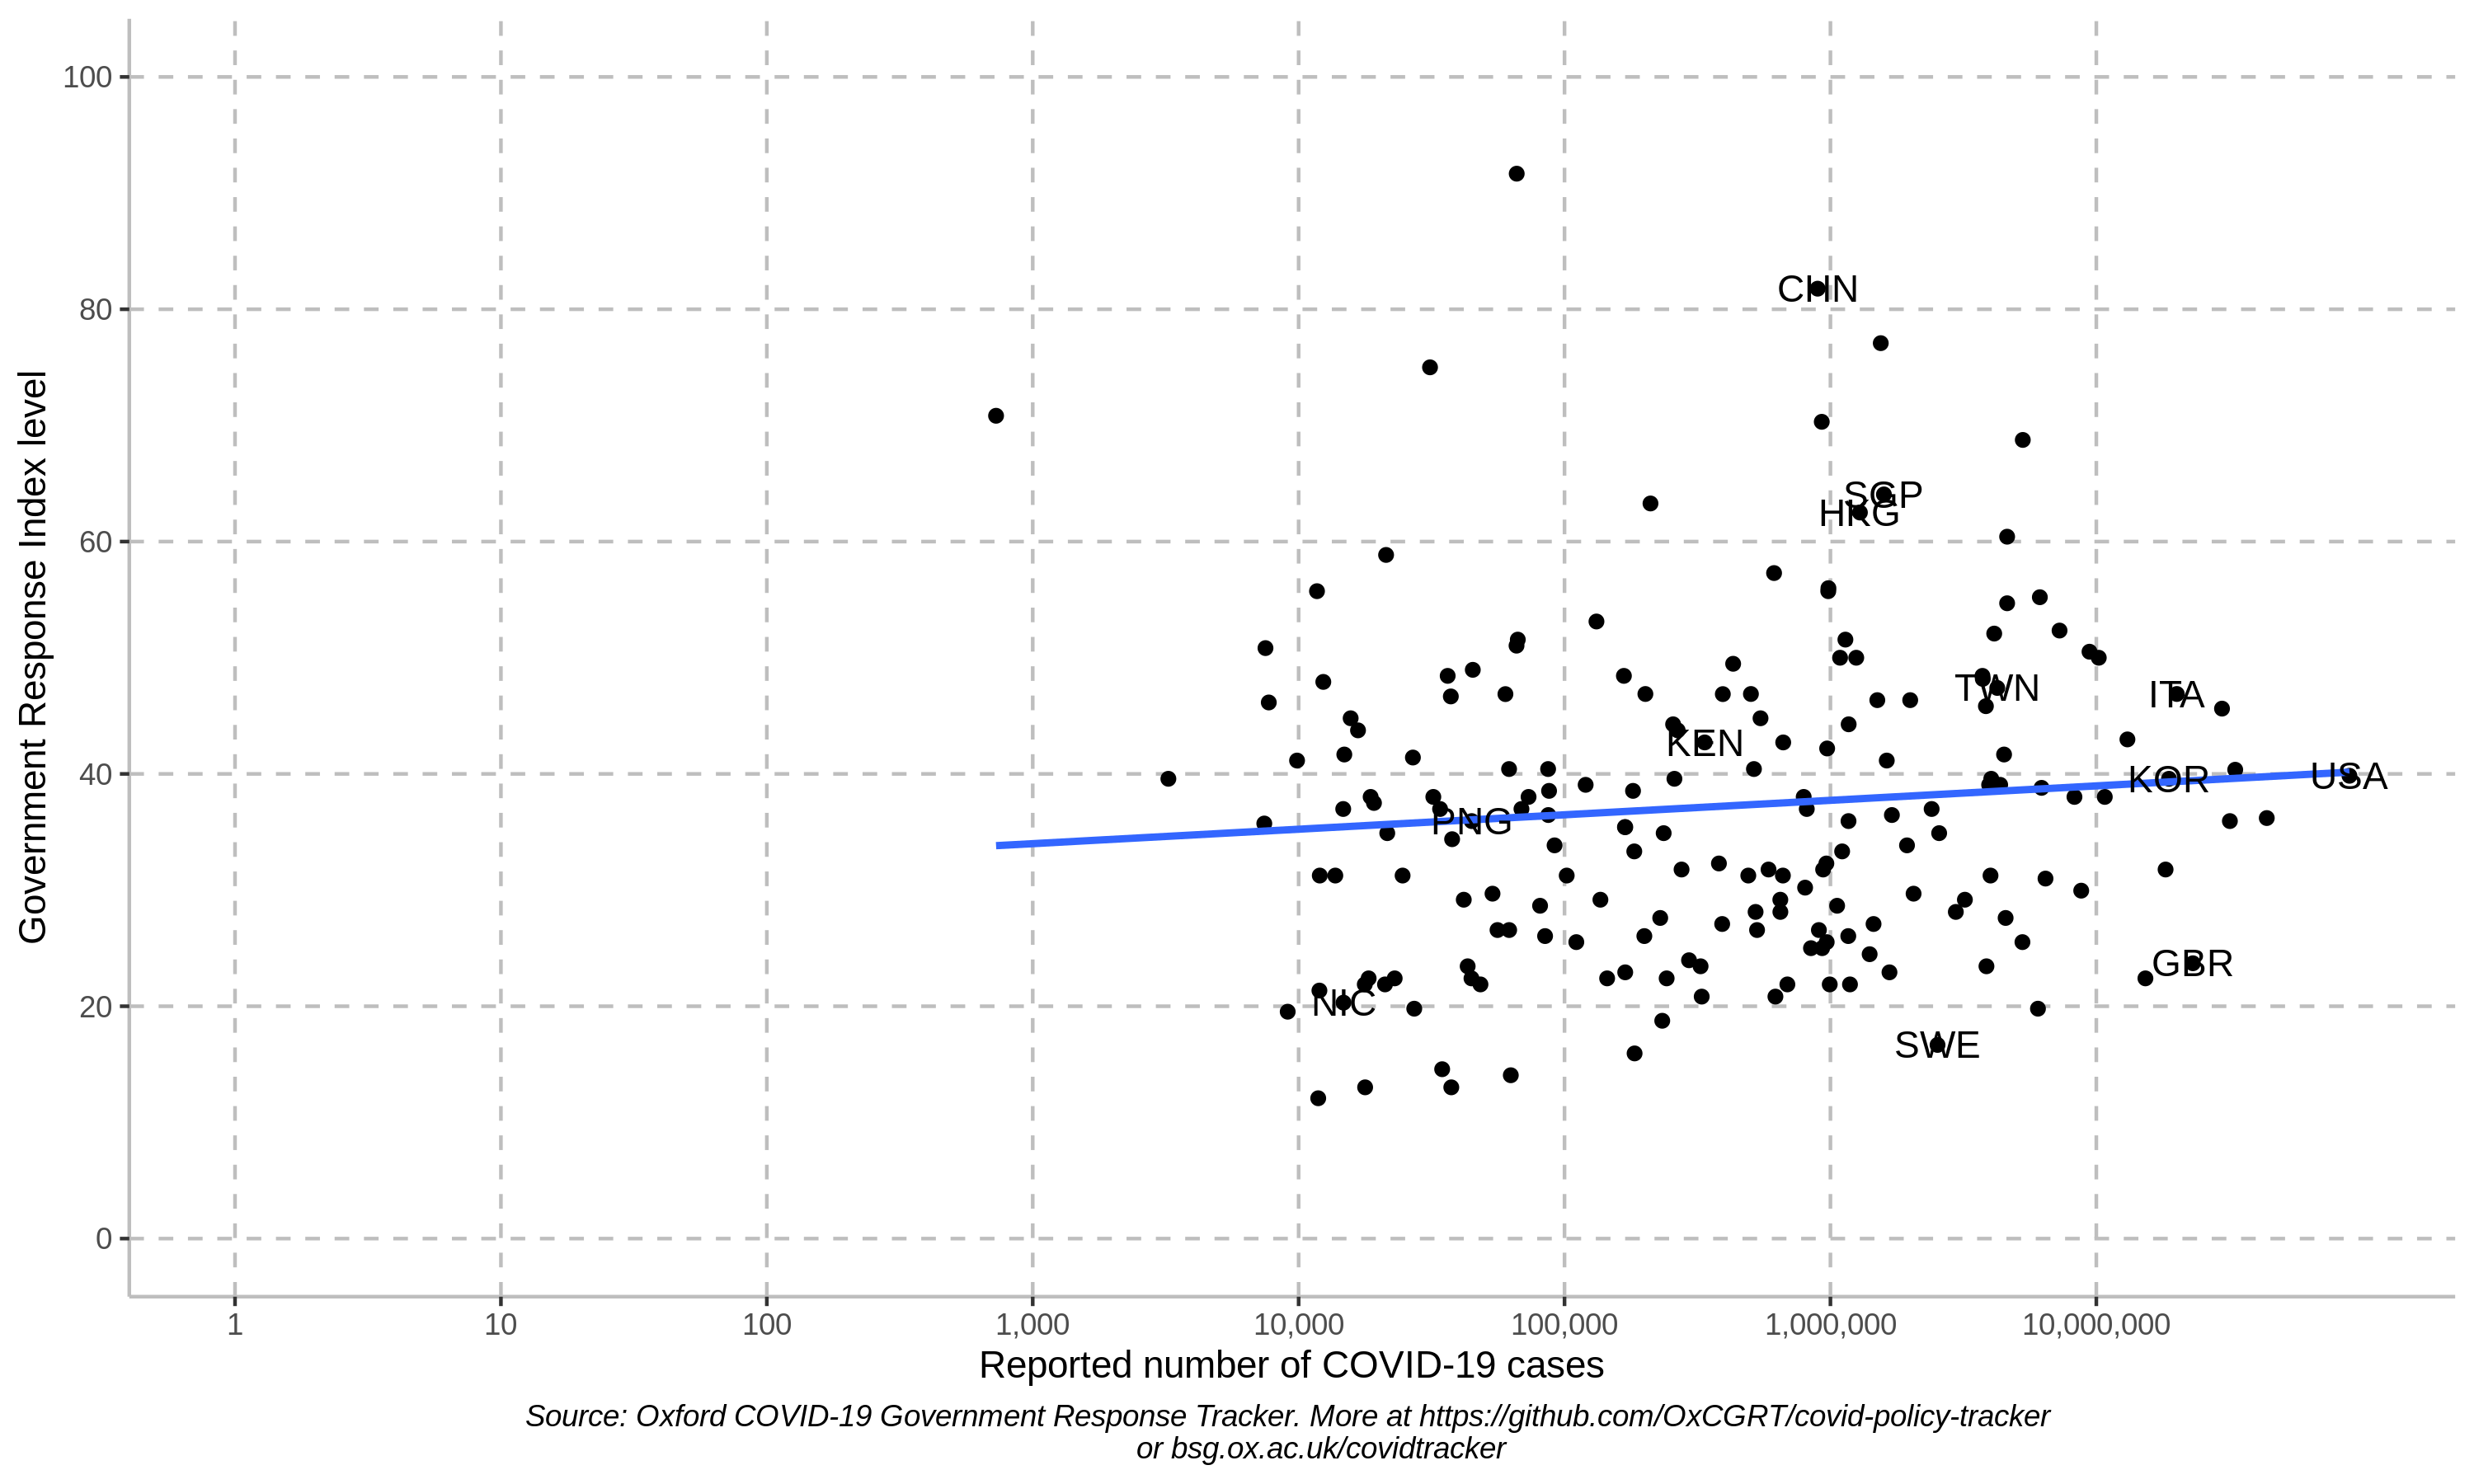 Government Response Index level
100
80
60
40
20
0
CHN
SGP
HKG
TWN
ITA
KEN
USA
KOR
PNG
GBR
NIC
SWE
1
10
100
1,000
10,000
100,000
1,000,000
10,000,000
Reported number of COVID-19 cases
Source: Oxford COVID-19 Government Response Tracker. More at https://github.com/OxCGRT/covid-policy-tracker
or bsg.ox.ac.uk/covidtracker